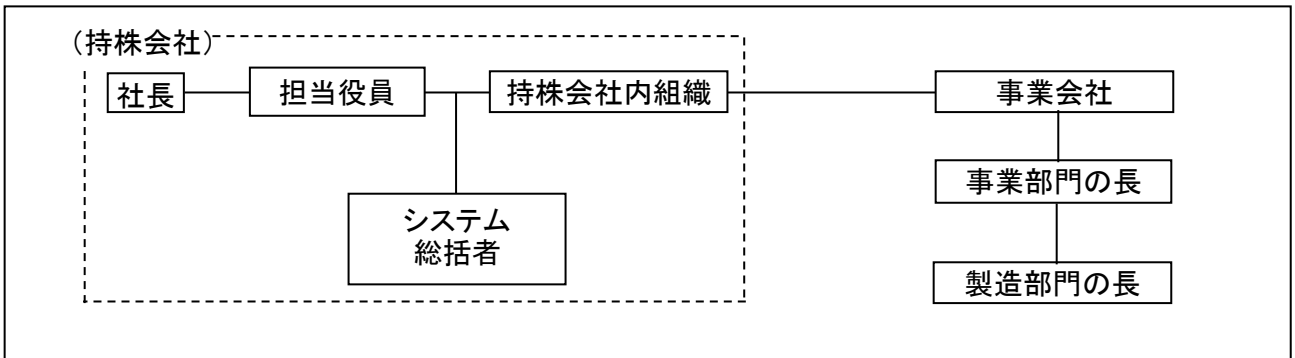 （持株会社）
社長
担当役員
持株会社内組織
事業会社
事業部門の長
システム
総括者
製造部門の長